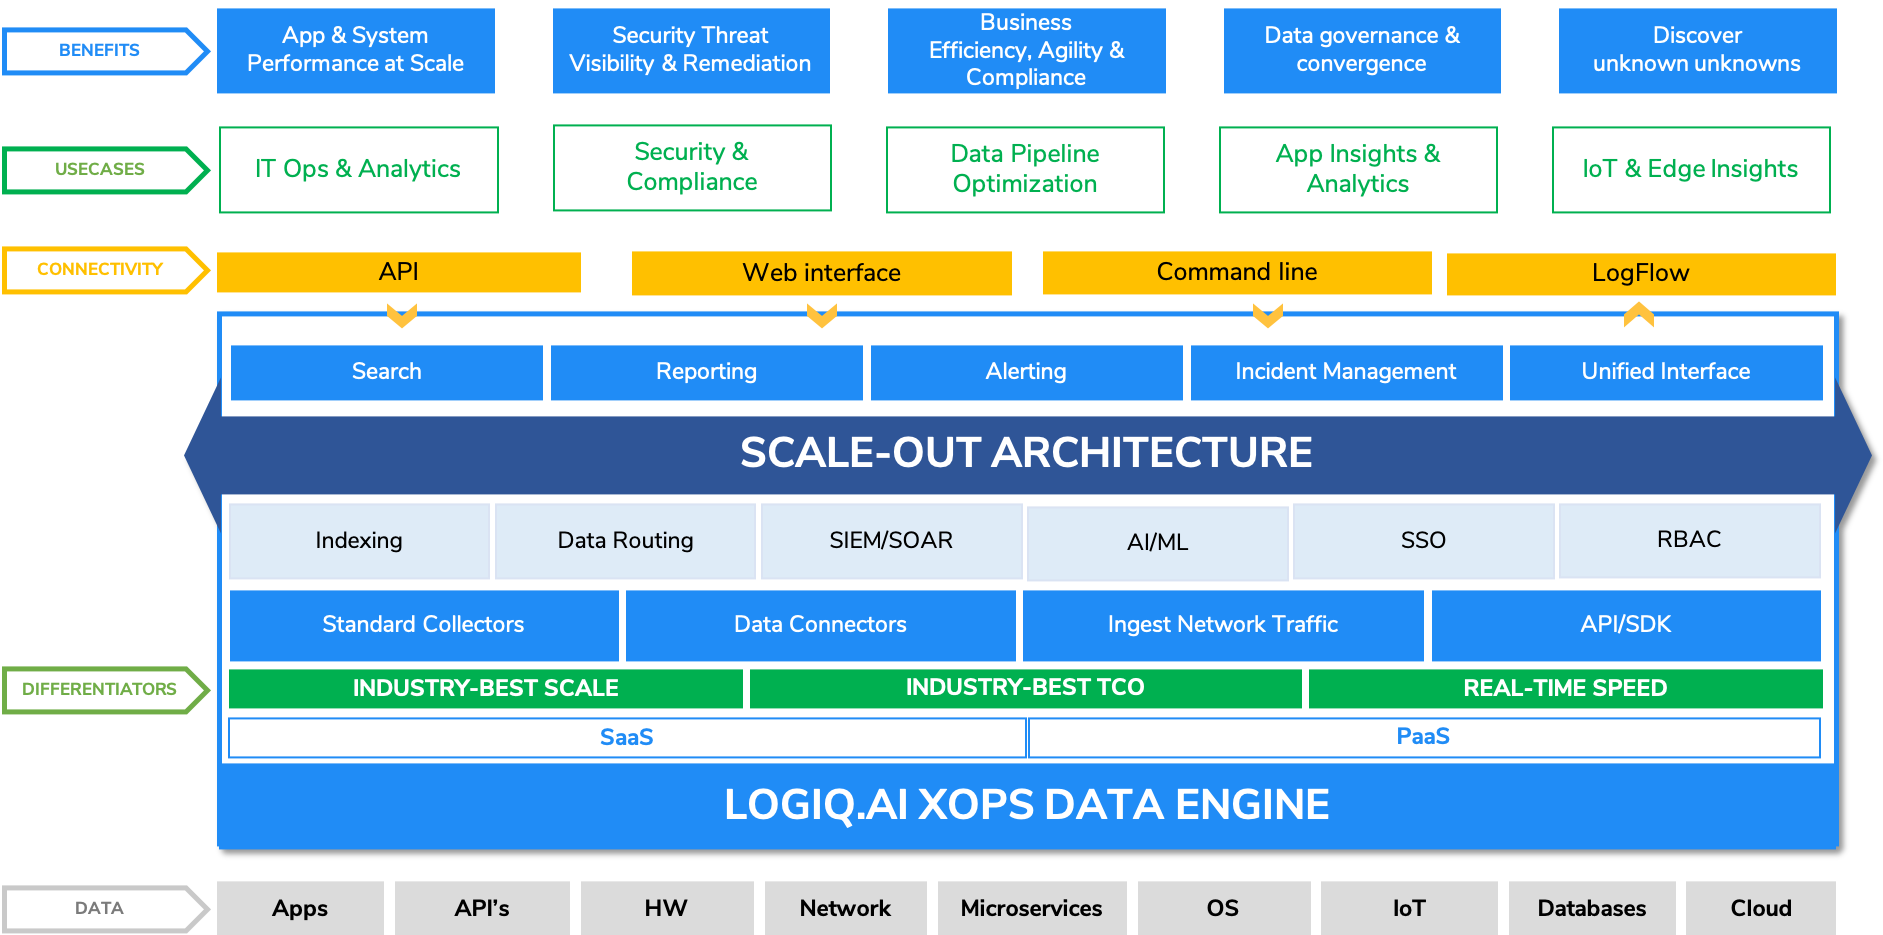 BENEFITS
App & System
Performance at Scale
Security Threat
Visibility & Remediation
Business
Efficiency, Agility &
Compliance
Data governance &
convergence
Discover
unknown unknowns
USECASES
IT Ops & Analytics
Security &
Compliance
Data Pipeline
Optimization
App Insights &
Analytics
IoT & Edge Insights
CONNECTIVITY
API
Web interface
Command line
LogFlow
Search
Reporting
Alerting
Incident Management
Unified Interface
SCALE-OUT ARCHITECTURE
Indexing
Data Routing
SIEM/SOAR
AI/ML
SSO
RBAC
Standard Collectors
Data Connectors
Ingest Network Traffic
API/SDK
DIFFERENTIATORS
INDUSTRY-BEST SCALE
INDUSTRY-BEST TCO
REAL-TIME SPEED
SaaS
PaaS
LOGIQ.AI XOPS DATA ENGINE
DATA
Apps
API’s
HW
Network
Microservices
OS
IoT
Databases
Cloud